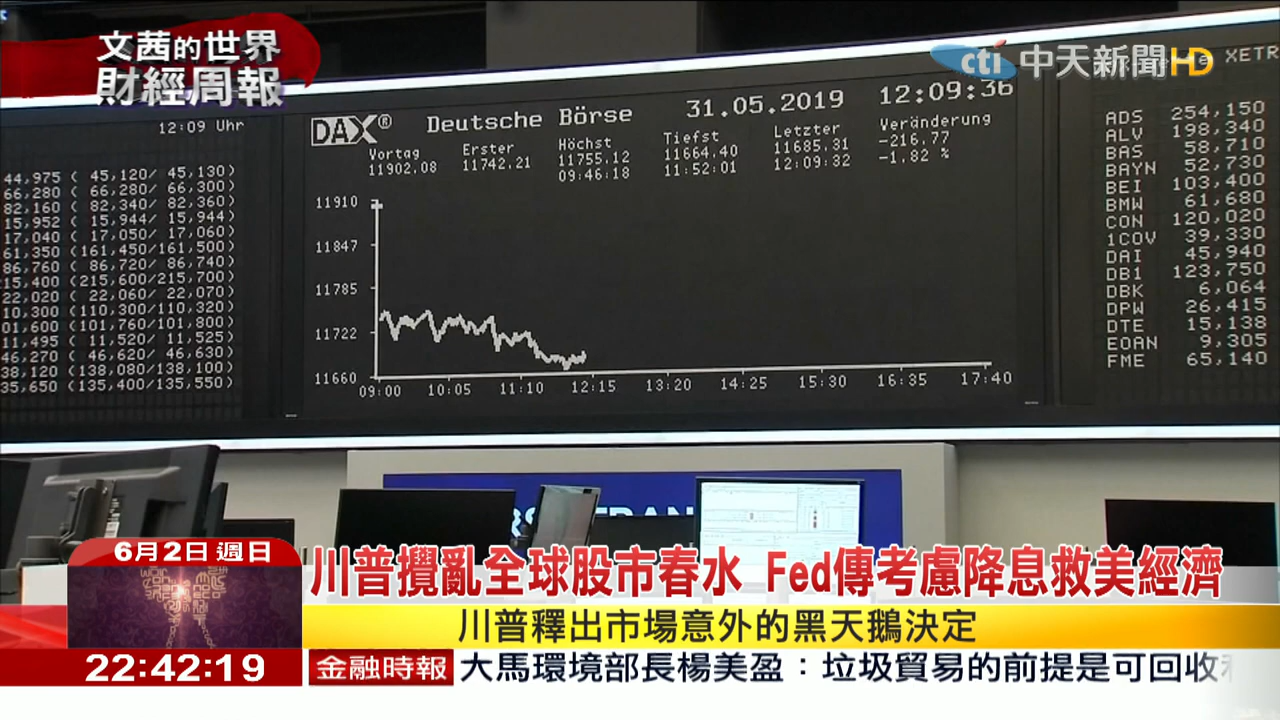 文茜的世界
財經周報
cti 中天新聞HD
XETR
12:09 Uhr
DAX® Deutsche Börse 31.05.2019 12:09:36
Vortag Erster Höchst Tiefst Letzter Veränderung
11902.08 11742.21 11755.12 11664.40 11685.31 -216.77
09:46:18 11:52:01 12:09:32 -1.82 %
44,975 ( 45,120/ 45,130)
66,280 ( 66,280/ 66,300)
82,160 ( 82,340/ 82,360)
15,952 ( 15,944/ 15,944)
17,040 ( 17,050/ 17,060)
61,350 (161,450/161,500)
86,760 ( 86,720/ 86,740)
215,400 (215,600/215,700)
22,020 ( 22,060/ 22,070)
10,300 (110,300/110,320)
01,600 (101,760/101,800)
11,495 ( 11,520/ 11,525)
46,270 ( 46,620/ 46,630)
38,120 (138,080/138,100)
35,650 (135,400/135,550)
11910
11847
11785
11722
11660
09:00 10:05 11:10 12:15 13:20 14:25 15:30 16:35 17:40
ADS 254,150
ALV 198,340
BAS 58,710
BAYN 52,730
BEI 103,400
BMW 61,680
CON 120,020
1COV 39,330
DAI 45,940
DB1 123,750
DBK 6,064
DPW 26,415
DTE 15,138
EOAN 9,305
FME 65,140
6月2日 週日
川普攪亂全球股市春水 Fed傳考慮降息救美經濟
川普釋出市場意外的黑天鵝決定
22:42:19
金融時報 大馬環境部長楊美盈：垃圾貿易的前提是可回收